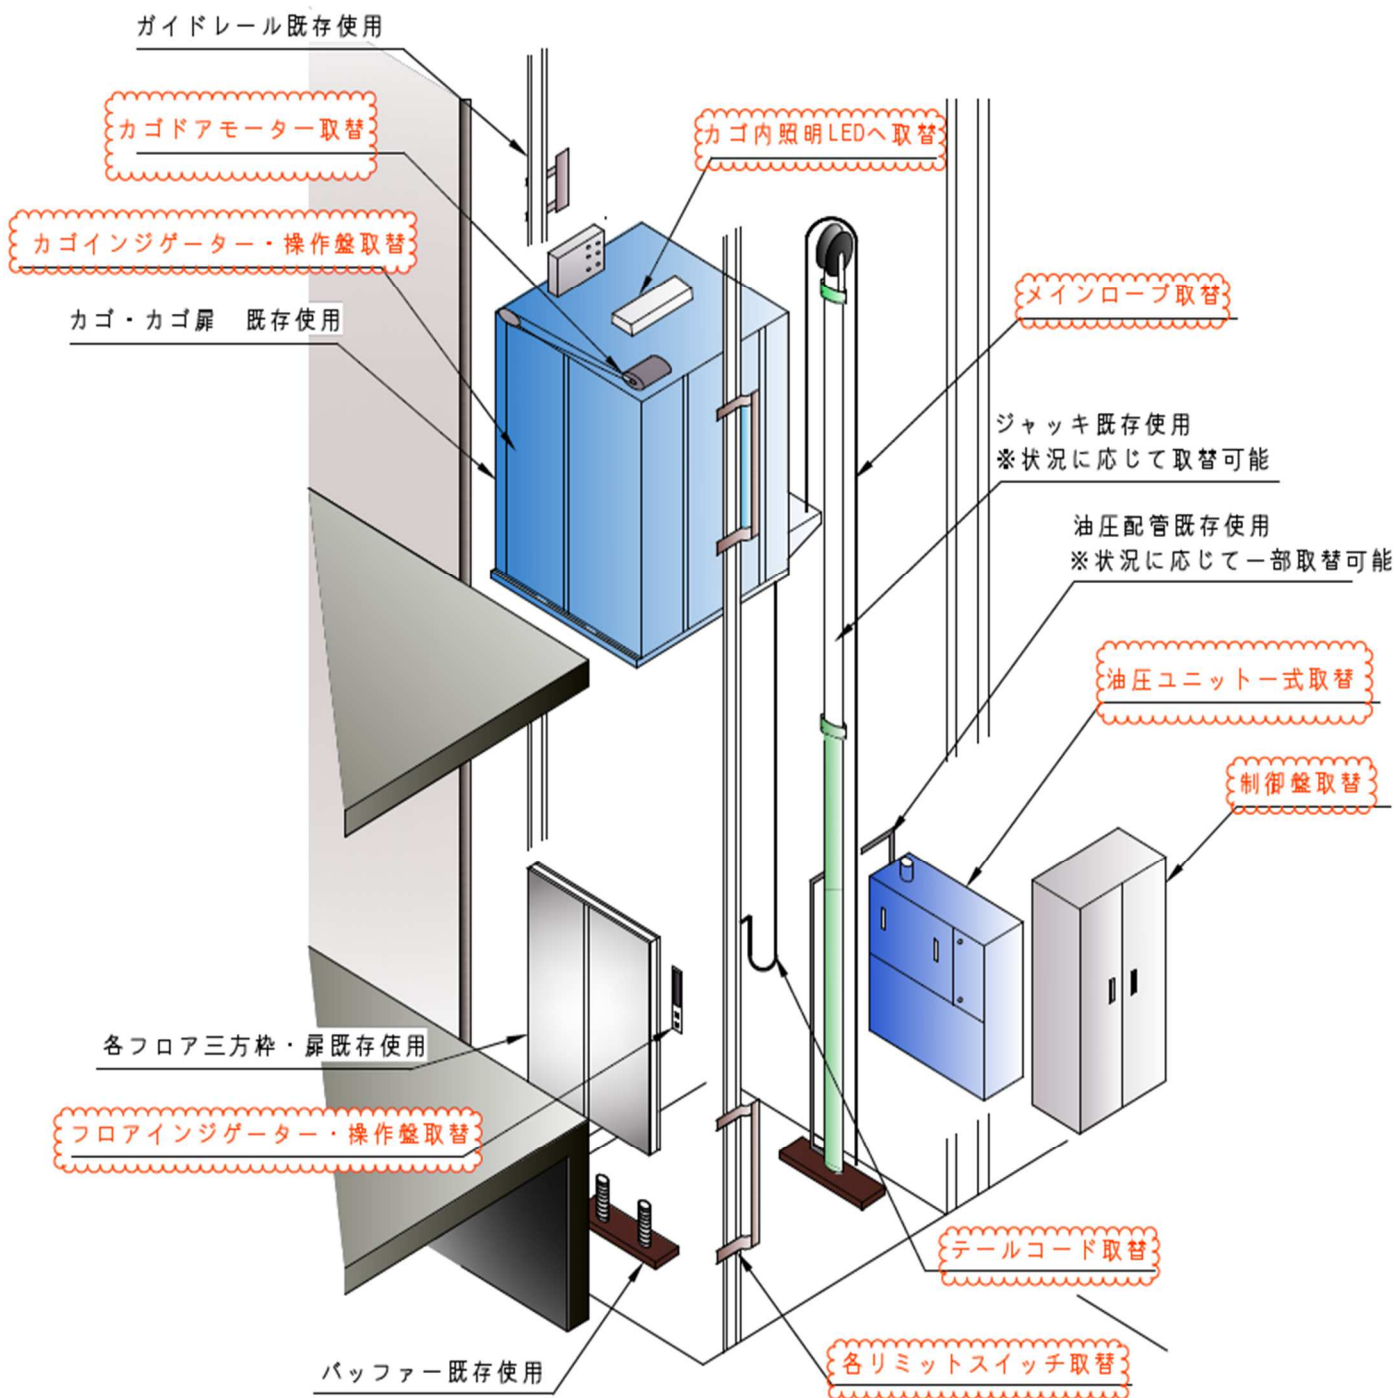 ガイドレール既存使用
カゴドアモーター取替
カゴ内照明LEDへ取替
カゴインジゲーター・操作盤取替
メインロープ取替
カゴ・カゴ扉 既存使用
ジャッキ既存使用
※状況に応じて取替可能
油圧配管既存使用
※状況に応じて一部取替可能
油圧ユニット一式取替
制御盤取替
各フロア三方枠・扉既存使用
フロアインジゲーター・操作盤取替
テールコード取替
バッファー既存使用
各リミットスイッチ取替